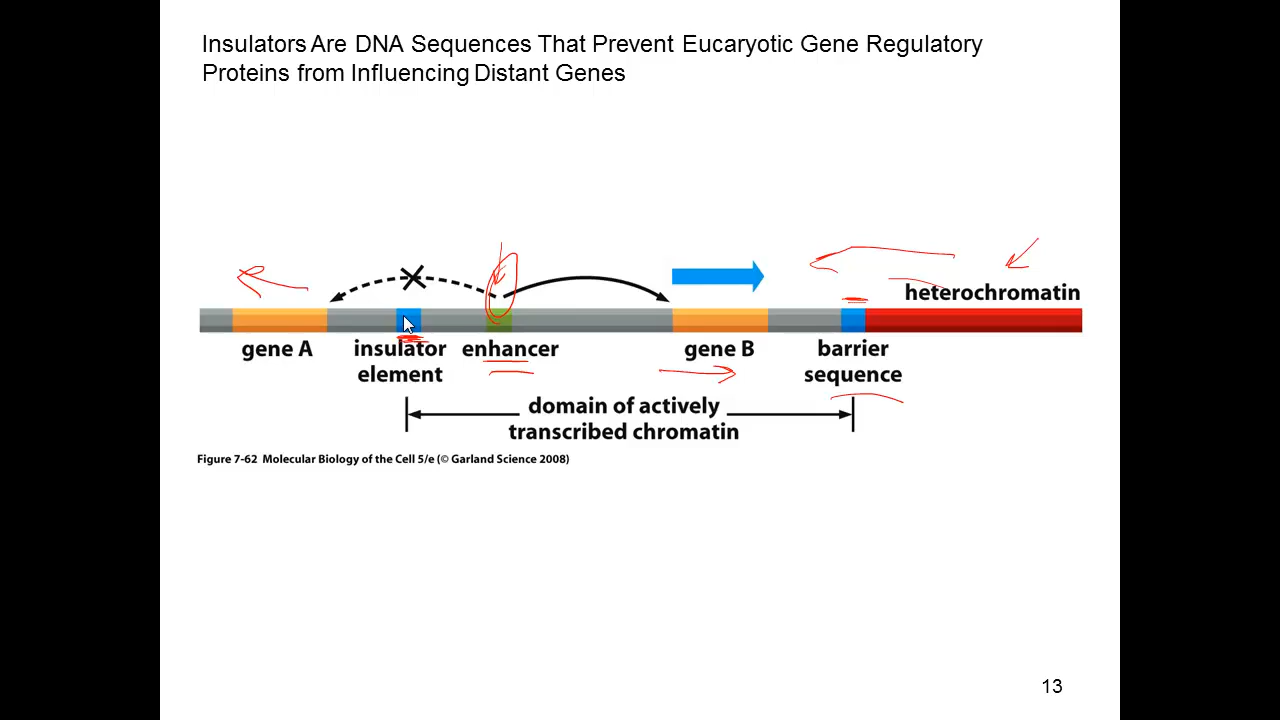 Insulators Are DNA Sequences That Prevent Eucaryotic Gene Regulatory
Proteins from Influencing Distant Genes
heterochromatin
gene A
insulator
element
enhancer
gene B
barrier
sequence
domain of actively
transcribed chromatin
Figure 7-62 Molecular Biology of the Cell 5/e (© Garland Science 2008)
13